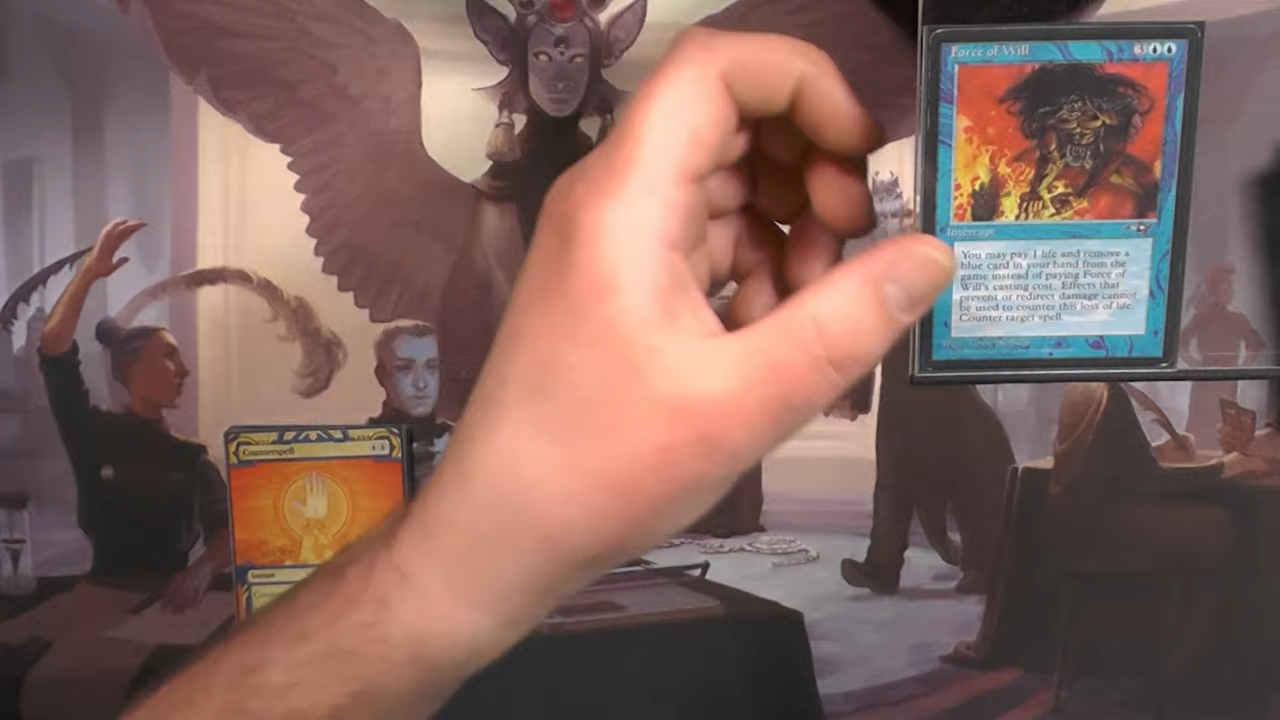 Force of Will
3
Interrupt
You may pay 1 life and remove a
blue card in your hand from the
game instead of paying Force of
Will's casting cost. Effects that
prevent or redirect damage cannot
be used to counter this loss of life.
Counter target spell.
Illus.
Counterspell
Instant